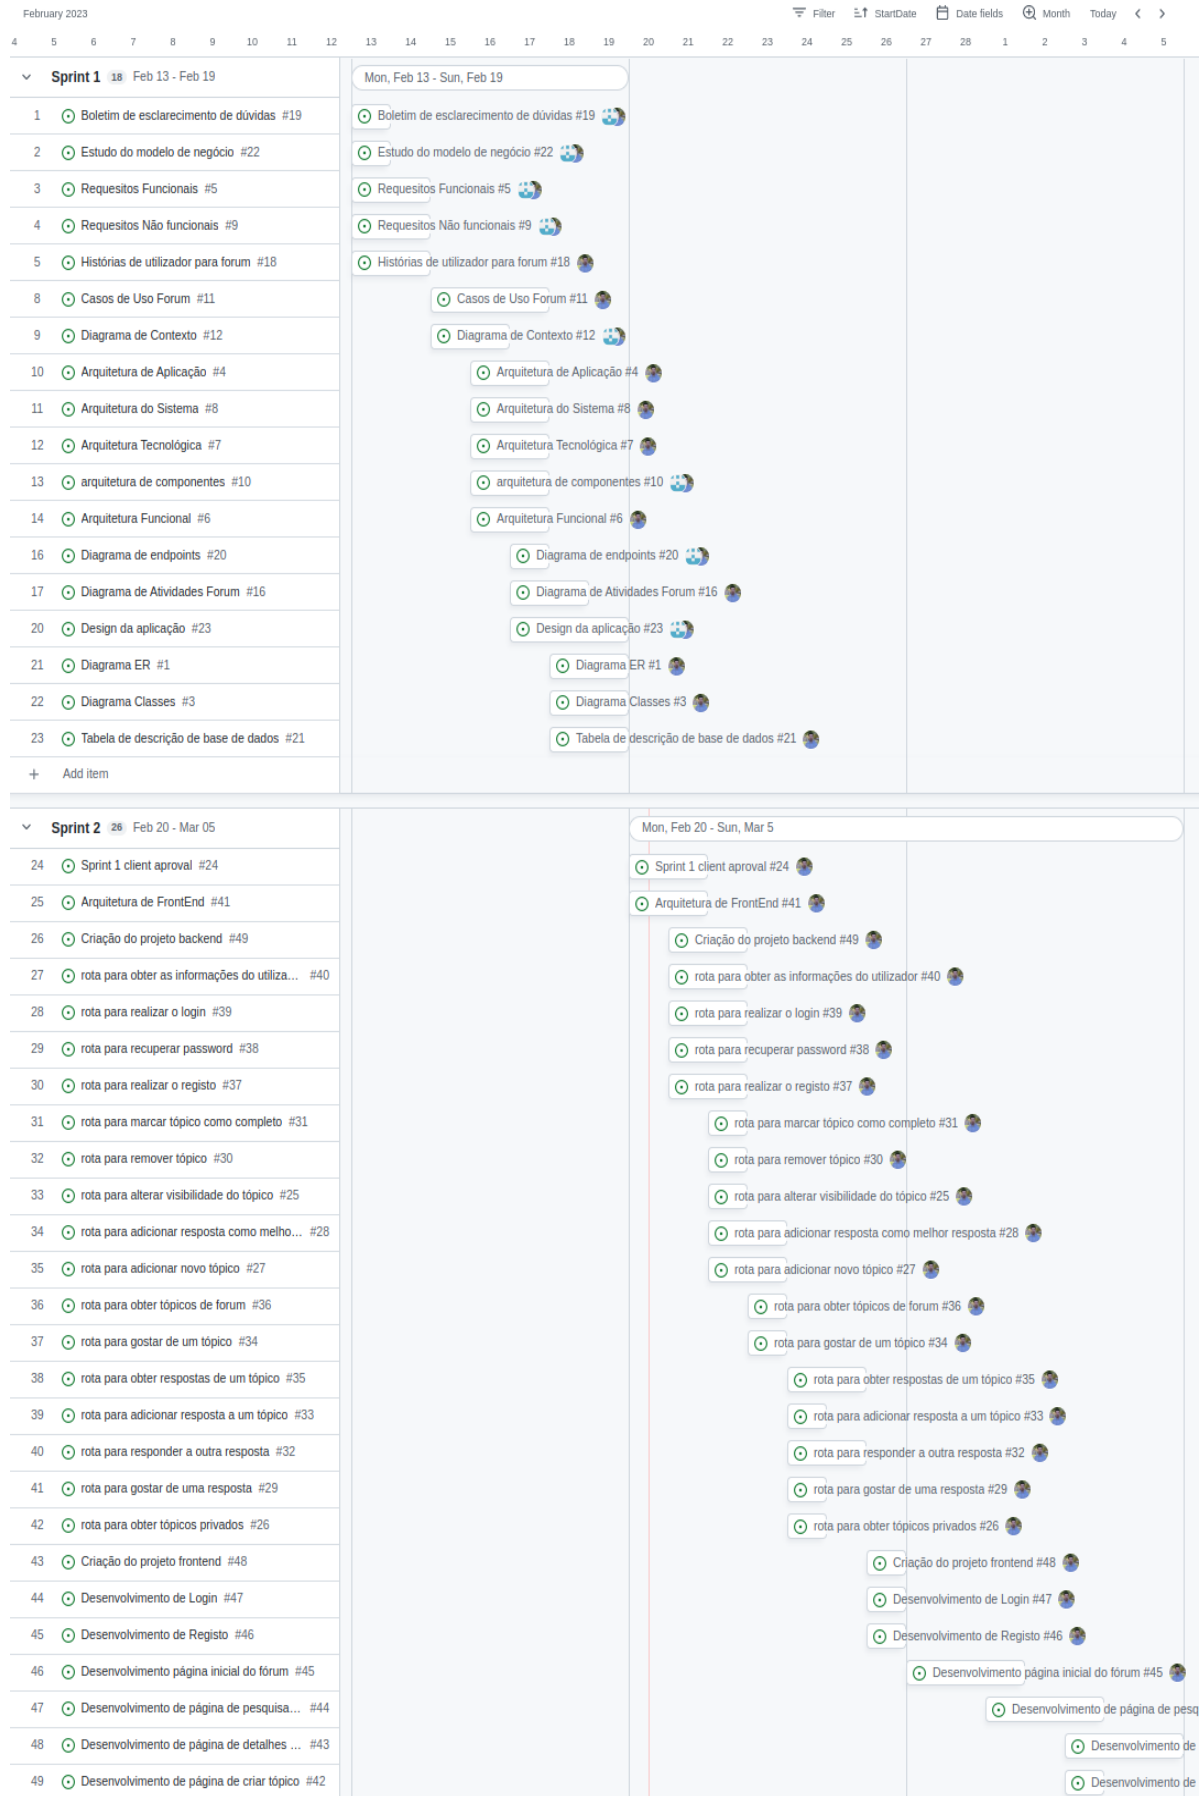 February 2023
Filter
StartDate
Date fields
Month
Today
4 5 6 7 8 9 10 11 12 13 14 15 16 17 18 19 20 21 22 23 24 25 26 27 28 1 2 3 4 5
Sprint 1 18 Feb 13 - Feb 19 Mon, Feb 13 - Sun, Feb 19
1 Boletim de esclarecimento de dúvidas #19 Boletim de esclarecimento de dúvidas #19
2 Estudo do modelo de negócio #22 Estudo do modelo de negócio #22
3 Requesitos Funcionais #5 Requesitos Funcionais #5
4 Requesitos Não funcionais #9 Requesitos Não funcionais #9
5 Histórias de utilizador para forum #18 Histórias de utilizador para forum #18
8 Casos de Uso Forum #11 Casos de Uso Forum #11
9 Diagrama de Contexto #12 Diagrama de Contexto #12
10 Arquitetura de Aplicação #4 Arquitetura de Aplicação #4
11 Arquitetura do Sistema #8 Arquitetura do Sistema #8
12 Arquitetura Tecnológica #7 Arquitetura Tecnológica #7
13 arquitetura de componentes #10 arquitetura de componentes #10
14 Arquitetura Funcional #6 Arquitetura Funcional #6
16 Diagrama de endpoints #20 Diagrama de endpoints #20
17 Diagrama de Atividades Forum #16 Diagrama de Atividades Forum #16
20 Design da aplicação #23 Design da aplicação #23
21 Diagrama ER #1 Diagrama ER #1
22 Diagrama Classes #3 Diagrama Classes #3
23 Tabela de descrição de base de dados #21 Tabela de descrição de base de dados #21
+ Add item
Sprint 2 26 Feb 20 - Mar 05 Mon, Feb 20 - Sun, Mar 5
24 Sprint 1 client aproval #24 Sprint 1 client aproval #24
25 Arquitetura de FrontEnd #41 Arquitetura de FrontEnd #41
26 Criação do projeto backend #49 Criação do projeto backend #49
27 rota para obter as informações do utiliza... #40 rota para obter as informações do utilizador #40
28 rota para realizar o login #39 rota para realizar o login #39
29 rota para recuperar password #38 rota para recuperar password #38
30 rota para realizar o registo #37 rota para realizar o registo #37
31 rota para marcar tópico como completo #31 rota para marcar tópico como completo #31
32 rota para remover tópico #30 rota para remover tópico #30
33 rota para alterar visibilidade do tópico #25 rota para alterar visibilidade do tópico #25
34 rota para adicionar resposta como melho... #28 rota para adicionar resposta como melhor resposta #28
35 rota para adicionar novo tópico #27 rota para adicionar novo tópico #27
36 rota para obter tópicos de forum #36 rota para obter tópicos de forum #36
37 rota para gostar de um tópico #34 rota para gostar de um tópico #34
38 rota para obter respostas de um tópico #35 rota para obter respostas de um tópico #35
39 rota para adicionar resposta a um tópico #33 rota para adicionar resposta a um tópico #33
40 rota para responder a outra resposta #32 rota para responder a outra resposta #32
41 rota para gostar de uma resposta #29 rota para gostar de uma resposta #29
42 rota para obter tópicos privados #26 rota para obter tópicos privados #26
43 Criação do projeto frontend #48 Criação do projeto frontend #48
44 Desenvolvimento de Login #47 Desenvolvimento de Login #47
45 Desenvolvimento de Registo #46 Desenvolvimento de Registo #46
46 Desenvolvimento página inicial do fórum #45 Desenvolvimento página inicial do fórum #45
47 Desenvolvimento de página de pesquisa... #44 Desenvolvimento de página de pesq
48 Desenvolvimento de página de detalhes ... #43 Desenvolvimento de
49 Desenvolvimento de página de criar tópico #42 Desenvolvimento de